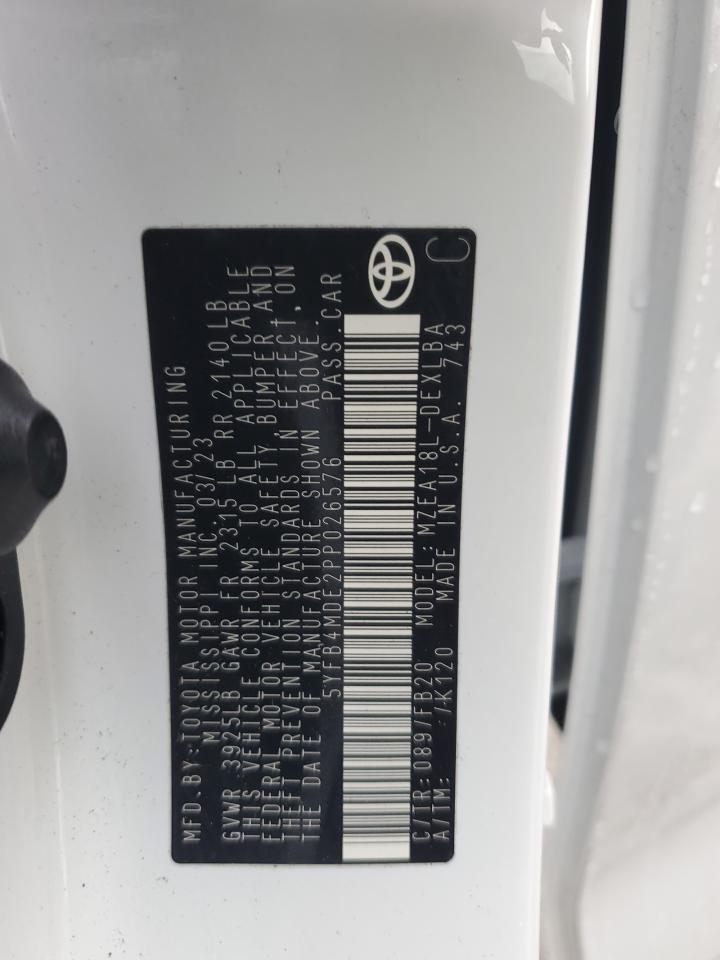 MFD.BY:TOYOTA MOTOR MANUFACTURING
MISSISSIPPI INC.03/23
GVWR 3925LB GAWR FR 2315 LB RR 2140LB
THIS VEHICLE CONFORMS TO ALL APPLICABLE
FEDERAL MOTOR VEHICLE SAFETY BUMPER AND
THEFT PREVENTION STANDARDS IN EFFECT, ON
THE DATE OF MANUFACTURE SHOWN ABOVE.
5YFB4MDE2PP026576 PASS.CAR
C/TR:089/FB20 MODEL:MZEA18L-DEXLBA
A/TM: -/K120 MADE IN U.S.A. 743
C